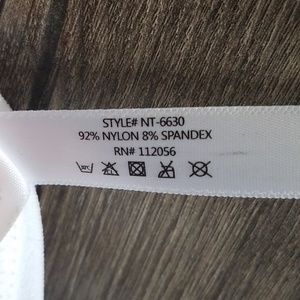 STYLE# NT-6630
92% NYLON 8% SPANDEX
RN# 112056